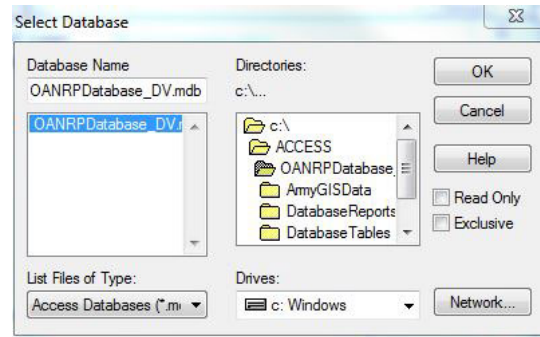 Select Database
Database Name
OANRPDatabase_DV.mdb
OANRPDatabase_DV.r
List Files of Type:
Access Databases (*.m
Directories:
c:\...
c:\
ACCESS
OANRPDatabase_
ArmyGISData
DatabaseReports
DatabaseTables
Drives:
c: Windows
OK
Cancel
Help
Read Only
Exclusive
Network...